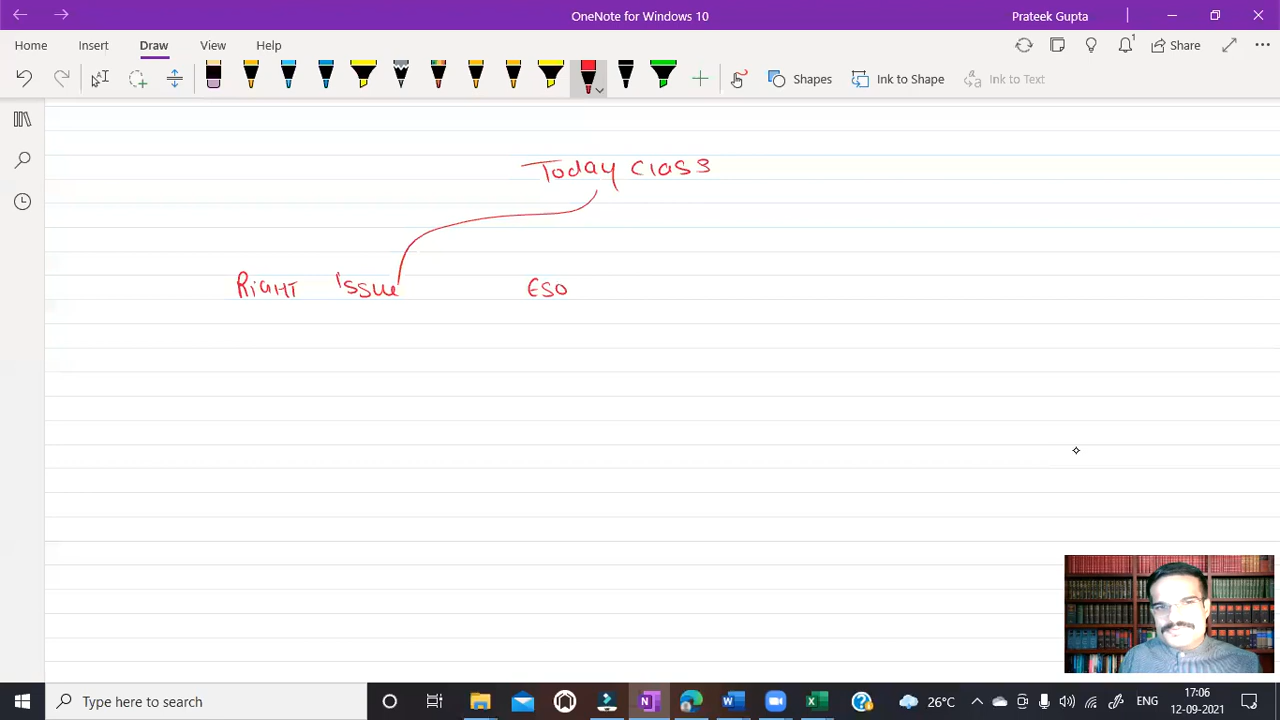 OneNote for Windows 10
Prateek Gupta
Home Insert Draw View Help
Share
Shapes
Ink to Shape
Ink to Text
Today Class
RiGHT issue ESO
Type here to search
26°C
ENG
17:06
12-09-2021